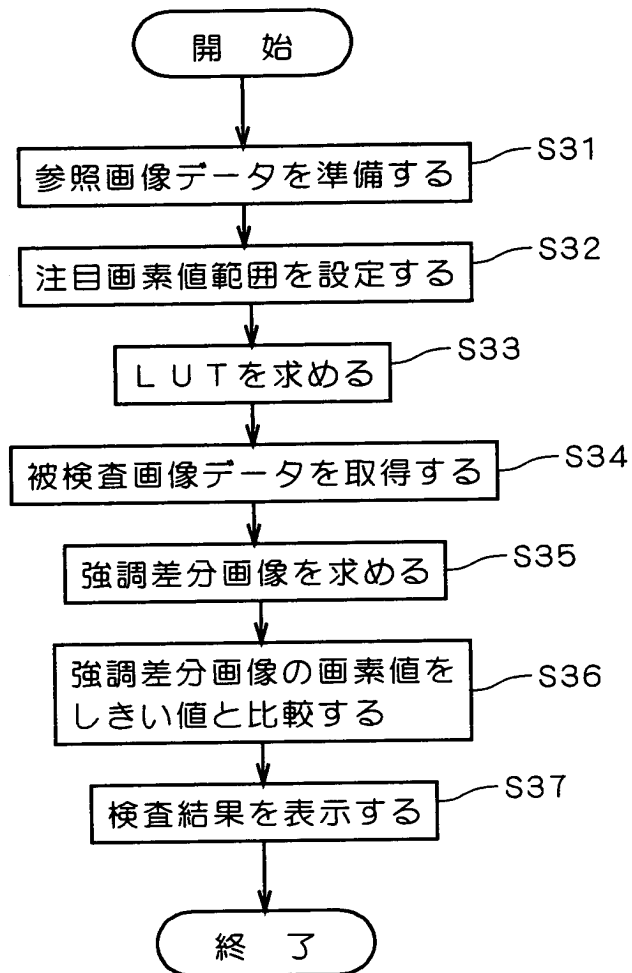 開 始
参照画像データを準備する
S31
注目画素値範囲を設定する
S32
LUTを求める
S33
被検査画像データを取得する
S34
強調差分画像を求める
S35
強調差分画像の画素値を
しきい値と比較する
S36
検査結果を表示する
S37
終 了